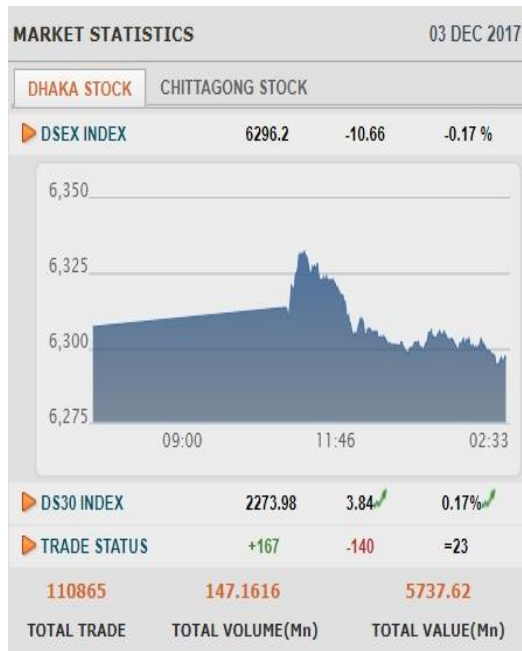 MARKET STATISTICS 03 DEC 2017
DHAKA STOCK CHITTAGONG STOCK
DSEX INDEX 6296.2 -10.66 -0.17 %
6,350
6,325
6,300
6,275
09:00 11:46 02:33
DS30 INDEX 2273.98 3.84 0.17%
TRADE STATUS +167 -140 =23
110865 147.1616 5737.62
TOTAL TRADE TOTAL VOLUME(Mn) TOTAL VALUE(Mn)